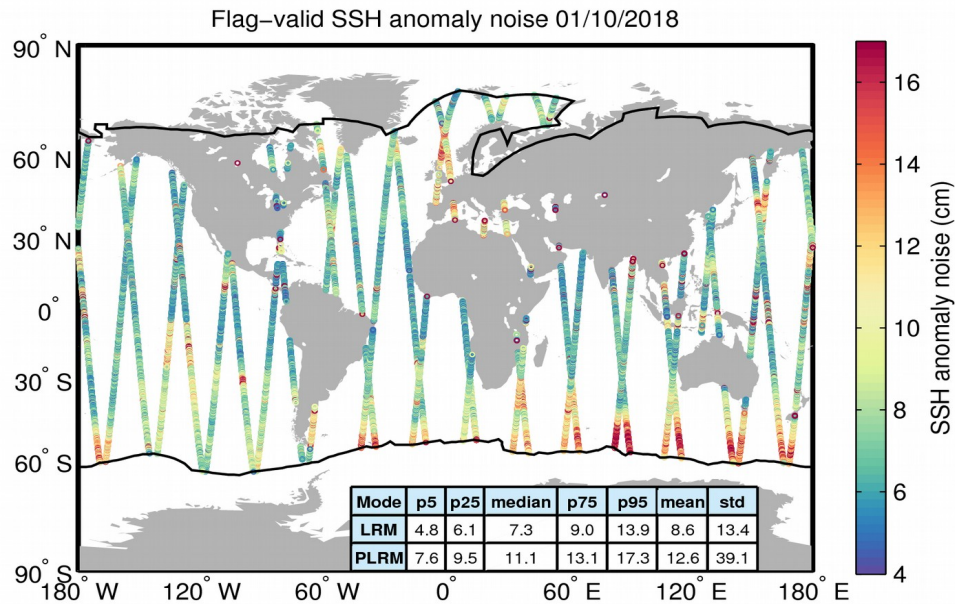 Flag−valid SSH anomaly noise 01/10/2018
90° N
60° N
30° N
0°
30° S
60° S
90° S
180° W 120° W 60° W 0° 60° E 120° E 180° E
Mode p5 p25 median p75 p95 mean std
LRM 4.8 6.1 7.3 9.0 13.9 8.6 13.4
PLRM 7.6 9.5 11.1 13.1 17.3 12.6 39.1
16
14
12
10
8
6
4
SSH anomaly noise (cm)